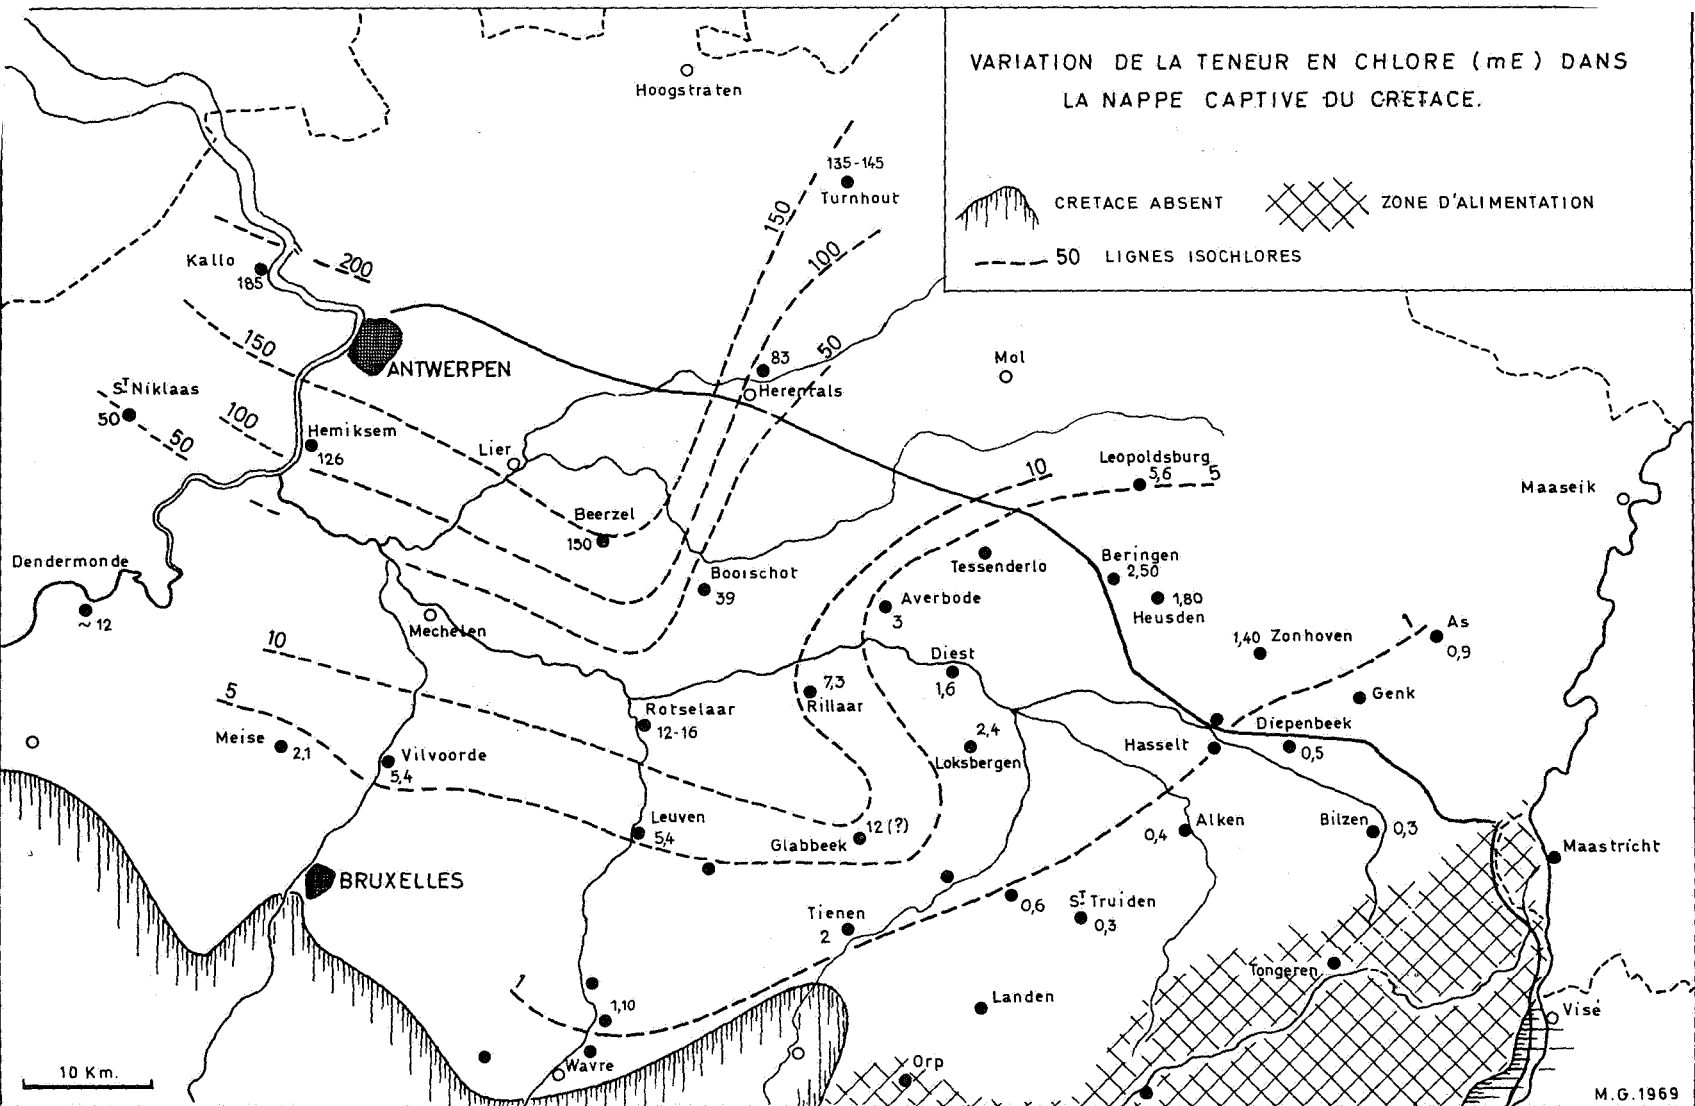 VARIATION DE LA TENEUR EN CHLORE (mE) DANS
LA NAPPE CAPTIVE DU CRETACE.
CRETACE ABSENT
ZONE D'ALIMENTATION
50 LIGNES ISOCHLORES
Hoogstraten
135-145
Turnhout
150
100
200
Kallo
185
150
ANTWERPEN
83
50
Herentals
Mol
ST Niklaas
50
50
100
Hemiksem
126
Lier
10
Leopoldsburg
5,6
5
Maaseik
Beerzel
150
Dendermonde
~12
Booischot
39
Tessenderlo
Beringen
2,50
1,80
Heusden
Averbode
3
Mechelen
1
As
0,9
1,40 Zonhoven
10
Diest
1,6
5
7,3
Rillaar
Genk
Rotselaar
12-16
Meise
2,1
Vilvoorde
5,4
2,4
Loksbergen
Hasselt
Diepenbeek
0,5
Leuven
5,4
12 (?)
Glabbeek
Alken
0,4
Bilzen
0,3
Maastricht
BRUXELLES
0,6
ST Truiden
0,3
Tienen
2
Tongeren
1
1,10
Landen
Visé
Wavre
Orp
10 Km.
M.G.1969